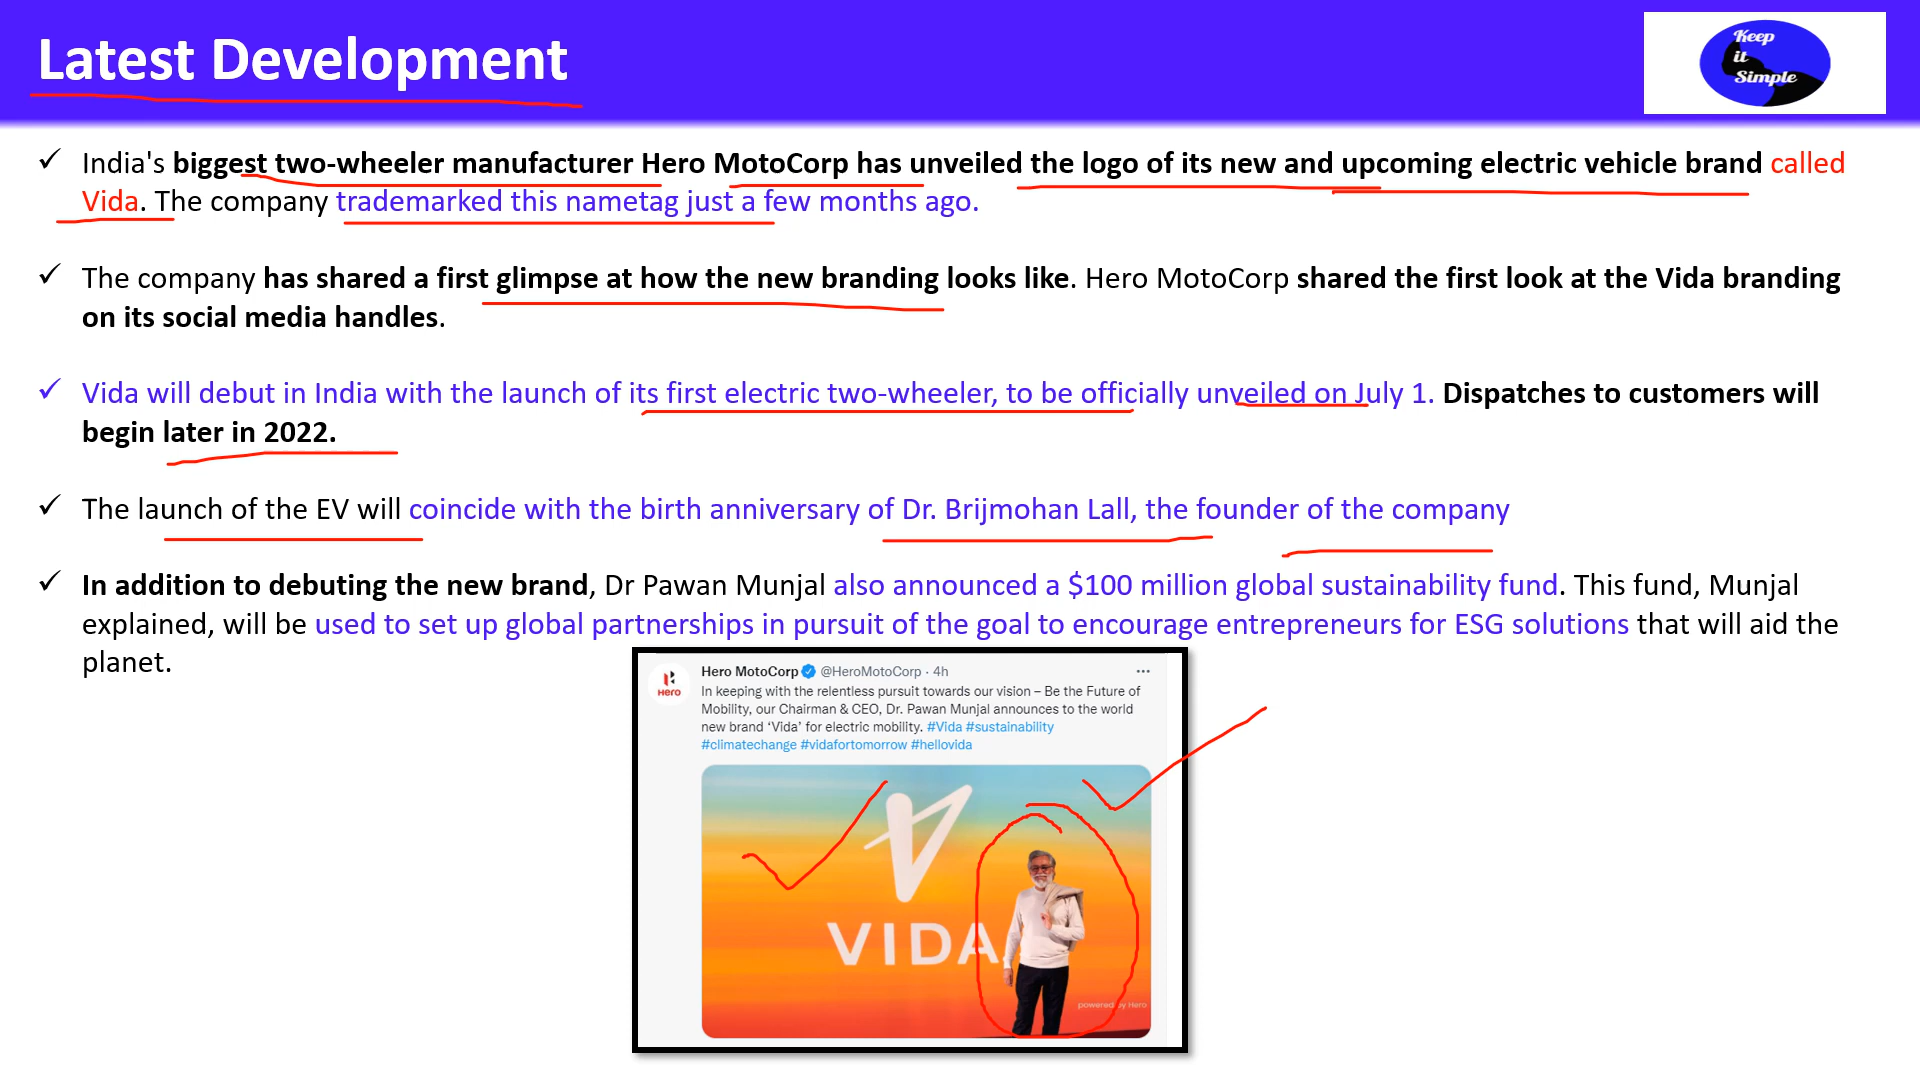 Latest Development
Keep
it
Simple
✓ India's biggest two-wheeler manufacturer Hero MotoCorp has unveiled the logo of its new and upcoming electric vehicle brand called
Vida. The company trademarked this nametag just a few months ago.
✓ The company has shared a first glimpse at how the new branding looks like. Hero MotoCorp shared the first look at the Vida branding
on its social media handles.
✓ Vida will debut in India with the launch of its first electric two-wheeler, to be officially unveiled on July 1. Dispatches to customers will
begin later in 2022.
✓ The launch of the EV will coincide with the birth anniversary of Dr. Brijmohan Lall, the founder of the company
✓ In addition to debuting the new brand, Dr Pawan Munjal also announced a $100 million global sustainability fund. This fund, Munjal
explained, will be used to set up global partnerships in pursuit of the goal to encourage entrepreneurs for ESG solutions that will aid the
planet.
Hero MotoCorp @HeroMotoCorp · 4h
Hero
In keeping with the relentless pursuit towards our vision – Be the Future of
Mobility, our Chairman & CEO, Dr. Pawan Munjal announces to the world
new brand ‘Vida’ for electric mobility. #Vida #sustainability
#climatechange #vidafortomorrow #hellovida
VIDA
powered by Hero